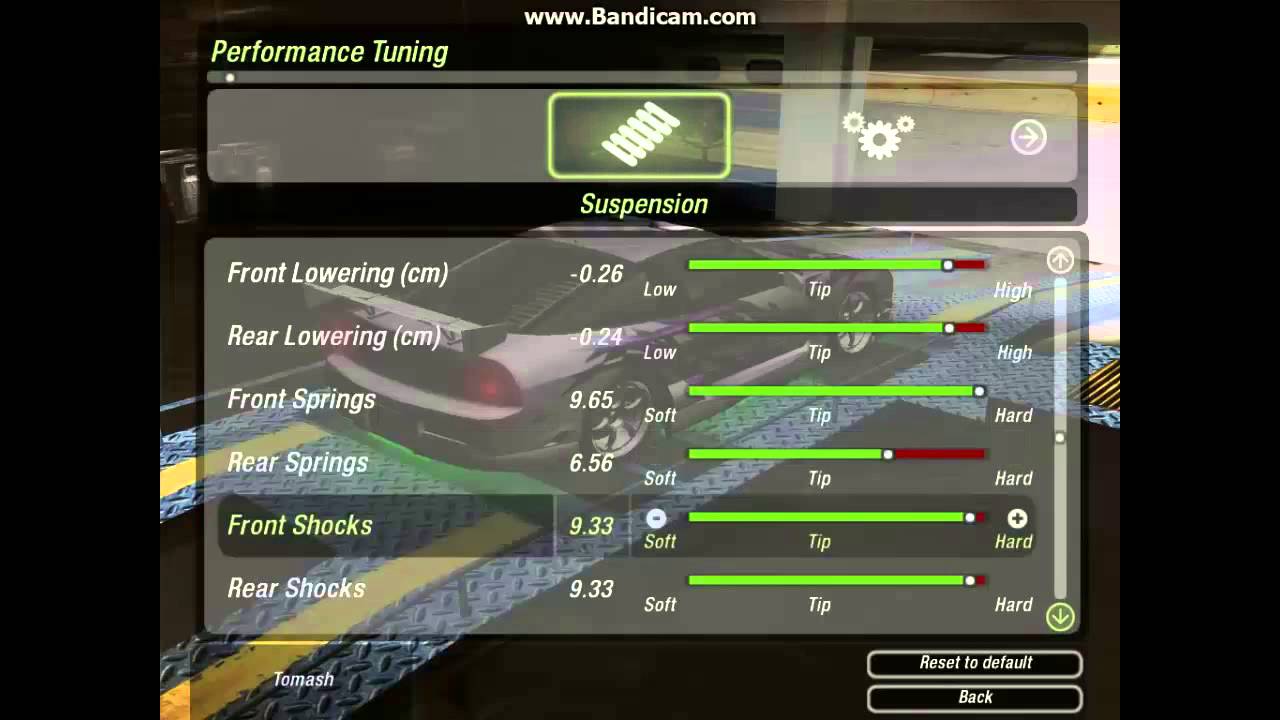 www.Bandicam.com
Performance Tuning
Suspension
Front Lowering (cm) -0.26
Low Tip High
Rear Lowering (cm) -0.24
Low Tip High
Front Springs 9.65
Soft Tip Hard
Rear Springs 6.56
Soft Tip Hard
Front Shocks 9.33
Soft Tip Hard
Rear Shocks 9.33
Soft Tip Hard
Tomash
Reset to default
Back